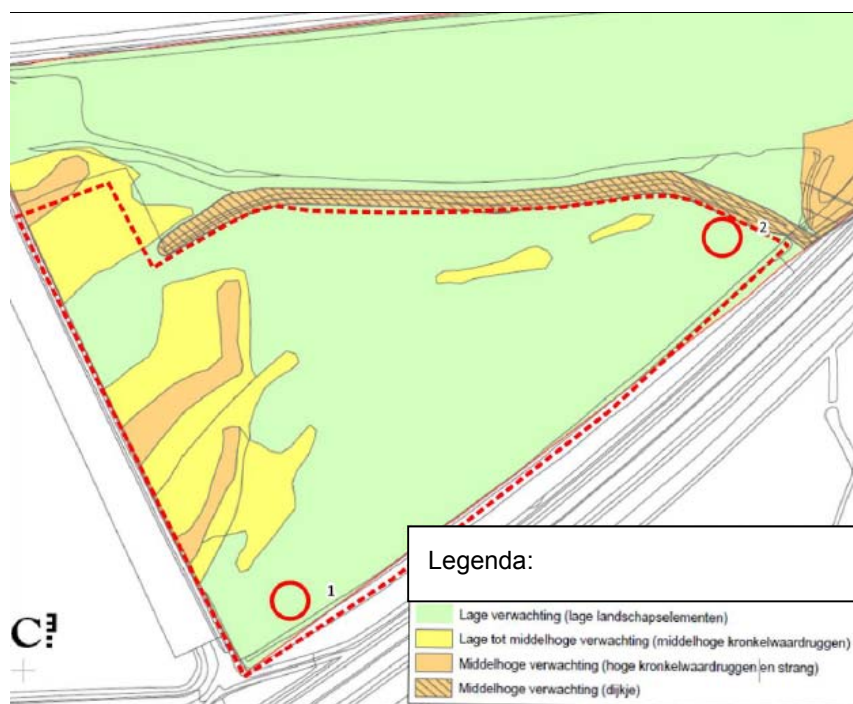 2
1
C
Legenda:
Lage verwachting (lage landschapselementen)
Lage tot middelhoge verwachting (middelhoge kronkelwaardruggen)
Middelhoge verwachting (hoge kronkelwaardruggen en strang)
Middelhoge verwachting (dijkje)